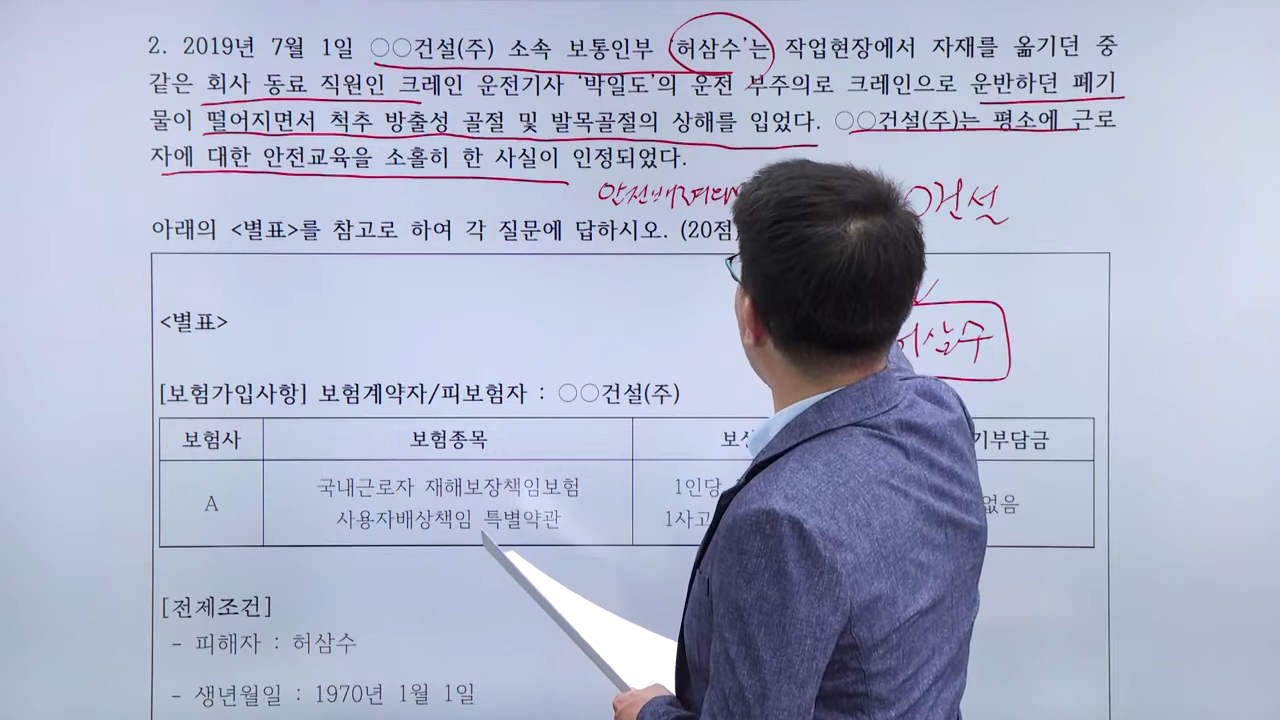 2. 2019년 7월 1일 ○○건설(주) 소속 보통인부 '허삼수'는 작업현장에서 자재를 옮기던 중
같은 회사 동료 직원인 크레인 운전기사 '박일도'의 운전 부주의로 크레인으로 운반하던 폐기
물이 떨어지면서 척추 방출성 골절 및 발목골절의 상해를 입었다. ○○건설(주)는 평소에 근로
자에 대한 안전교육을 소홀히 한 사실이 인정되었다.
○건설
아래의 <별표>를 참고로 하여 각 질문에 답하시오. (20점)
<별표>
[보험가입사항] 보험계약자/피보험자 : ○○건설(주)
보험사 보험종목 기부담금
A 국내근로자 재해보장책임보험 1인당 없음
사용자배상책임 특별약관 1사고
[전제조건]
- 피해자 : 허삼수
- 생년월일 : 1970년 1월 1일